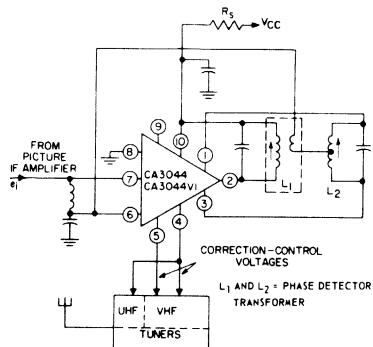 RS
VCC
9
10
1
8
FROM
PICTURE
IF AMPLIFIER
ei
7
CA3044
CA3044V1
2
L1
L2
6
3
5
4
CORRECTION-CONTROL
VOLTAGES
L1 AND L2 = PHASE DETECTOR
TRANSFORMER
UHF
VHF
TUNERS